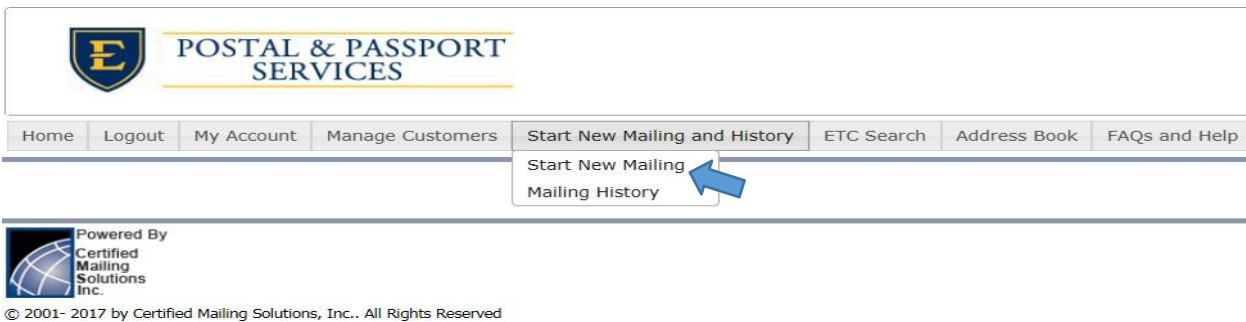 E
POSTAL & PASSPORT
SERVICES
Home Logout My Account Manage Customers Start New Mailing and History ETC Search Address Book FAQs and Help
Start New Mailing
Mailing History
Powered By
Certified
Mailing
Solutions
Inc.
© 2001- 2017 by Certified Mailing Solutions, Inc.. All Rights Reserved